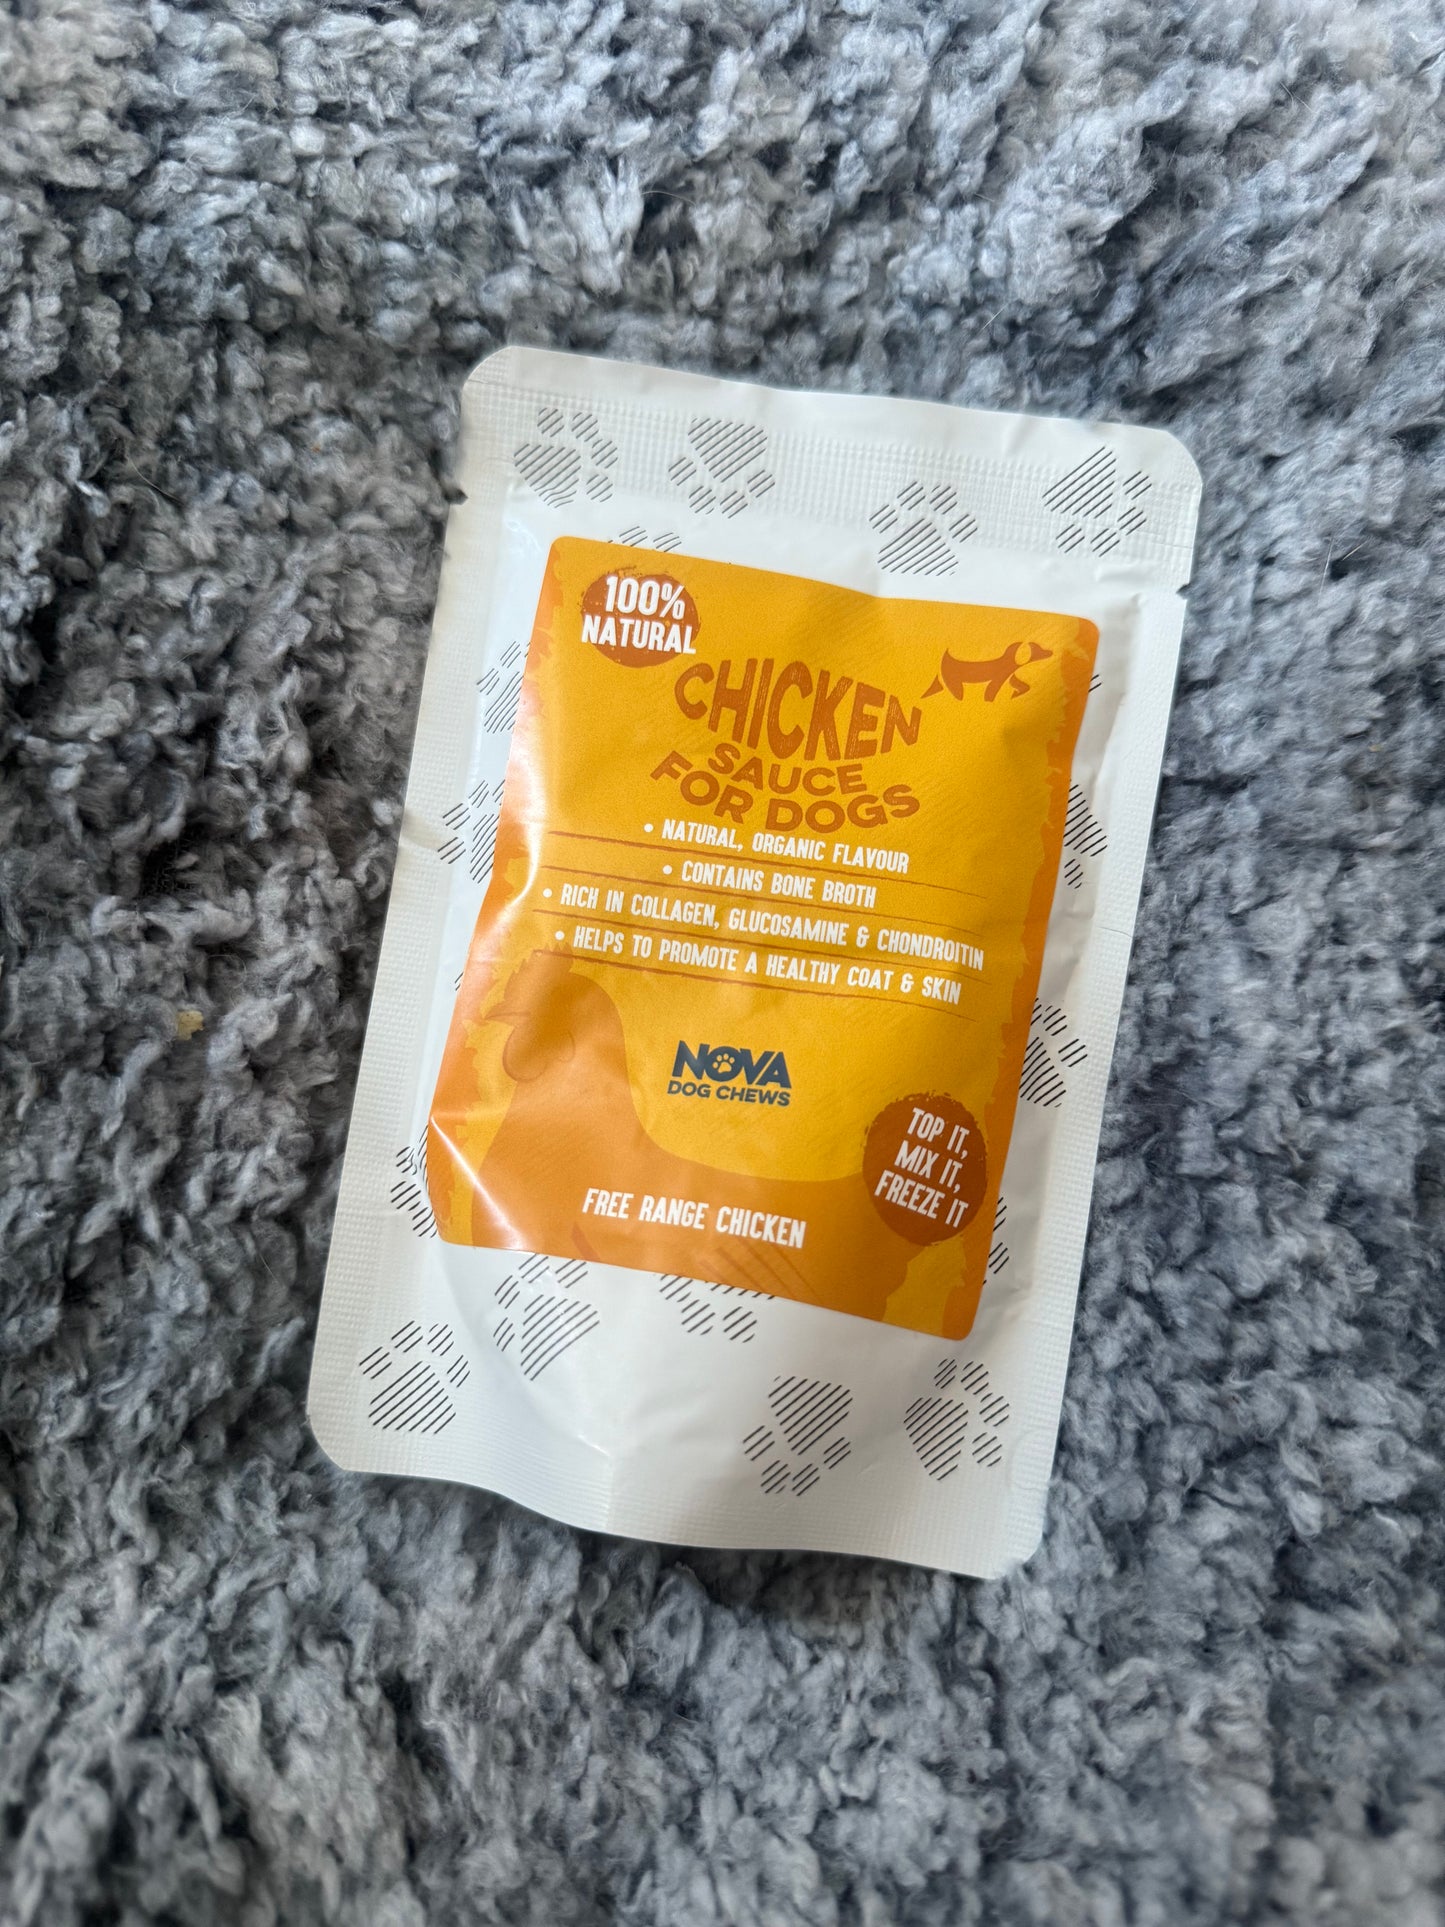 100%
NATURAL
CHICKEN
SAUCE
FOR DOGS
• NATURAL, ORGANIC FLAVOUR
• CONTAINS BONE BROTH
• RICH IN COLLAGEN, GLUCOSAMINE & CHONDROITIN
• HELPS TO PROMOTE A HEALTHY COAT & SKIN
NOVA
DOG CHEWS
TOP IT,
MIX IT,
FREEZE IT
FREE RANGE CHICKEN